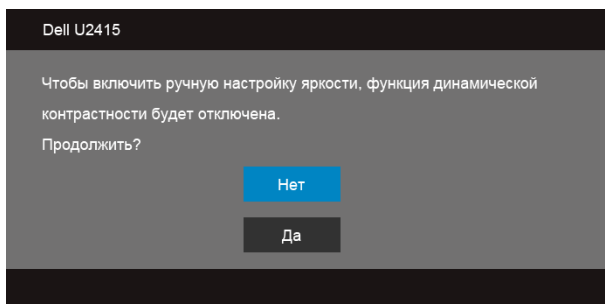 Dell U2415
Чтобы включить ручную настройку яркости, функция динамической
контрастности будет отключена.
Продолжить?
Нет
Да